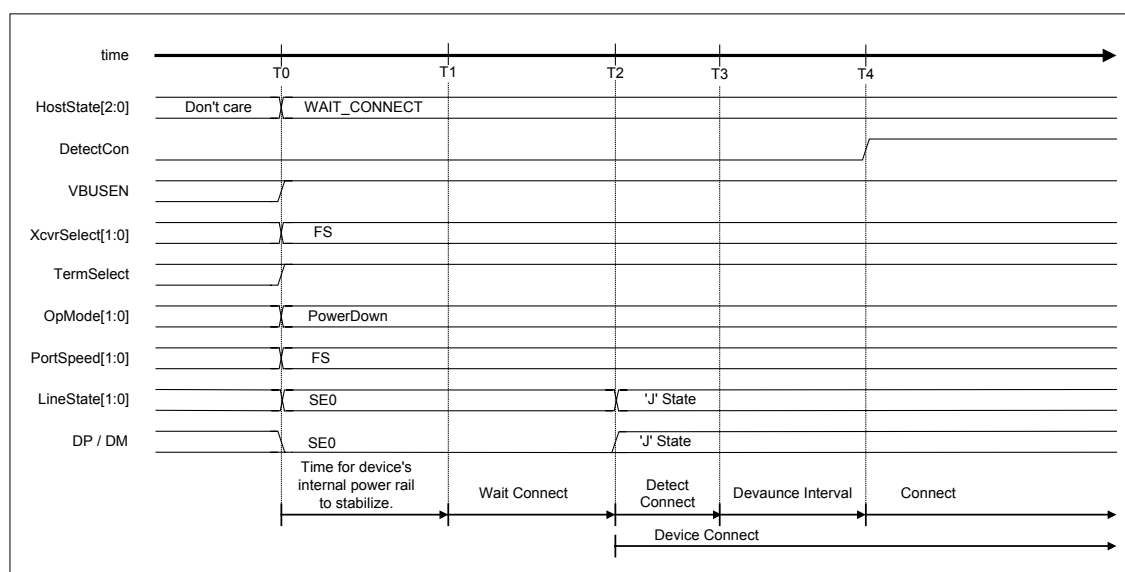 time
T0 T1 T2 T3 T4
HostState[2:0] Don't care WAIT_CONNECT
DetectCon
VBUSEN
XcvrSelect[1:0] FS
TermSelect
OpMode[1:0] PowerDown
PortSpeed[1:0] FS
LineState[1:0] SE0 'J' State
DP / DM SE0 'J' State
Time for device's
internal power rail
to stabilize.
Wait Connect
Detect
Connect
Devaunce Interval
Connect
Device Connect